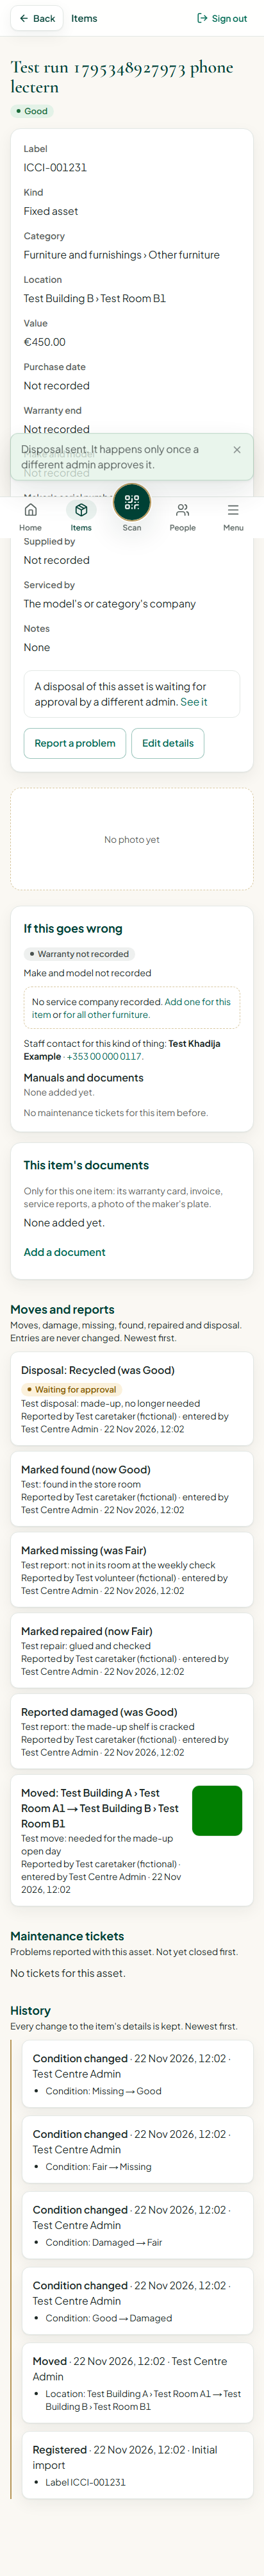 Back
Items
Sign out
Test run 1795348927973 phone
lectern
Good
Label
ICCI-001231
Kind
Fixed asset
Category
Furniture and furnishings › Other furniture
Location
Test Building B › Test Room B1
Value
€450.00
Purchase date
Not recorded
Warranty end
Not recorded
Disposal sent. It happens only once a
different admin approves it.
Not recorded
Home
Items
Scan
People
Menu
Supplied by
Not recorded
Serviced by
The model's or category's company
Notes
None
A disposal of this asset is waiting for
approval by a different admin. See it
Report a problem
Edit details
No photo yet
If this goes wrong
Warranty not recorded
Make and model not recorded
No service company recorded. Add one for this
item or for all other furniture.
Staff contact for this kind of thing: Test Khadija
Example · +353 00 000 0117.
Manuals and documents
None added yet.
No maintenance tickets for this item before.
This item's documents
Only for this one item: its warranty card, invoice,
service reports, a photo of the maker's plate.
None added yet.
Add a document
Moves and reports
Moves, damage, missing, found, repaired and disposal.
Entries are never changed. Newest first.
Disposal: Recycled (was Good)
Waiting for approval
Test disposal: made-up, no longer needed
Reported by Test caretaker (fictional) · entered by
Test Centre Admin · 22 Nov 2026, 12:02
Marked found (now Good)
Test: found in the store room
Reported by Test caretaker (fictional) · entered by
Test Centre Admin · 22 Nov 2026, 12:02
Marked missing (was Fair)
Test report: not in its room at the weekly check
Reported by Test volunteer (fictional) · entered by
Test Centre Admin · 22 Nov 2026, 12:02
Marked repaired (now Fair)
Test repair: glued and checked
Reported by Test caretaker (fictional) · entered by
Test Centre Admin · 22 Nov 2026, 12:02
Reported damaged (was Good)
Test report: the made-up shelf is cracked
Reported by Test caretaker (fictional) · entered by
Test Centre Admin · 22 Nov 2026, 12:02
Moved: Test Building A › Test
Room A1 → Test Building B › Test
Room B1
Test move: needed for the made-up
open day
Reported by Test caretaker (fictional) ·
entered by Test Centre Admin · 22 Nov
2026, 12:02
Maintenance tickets
Problems reported with this asset. Not yet closed first.
No tickets for this asset.
History
Every change to the item's details is kept. Newest first.
Condition changed · 22 Nov 2026, 12:02 ·
Test Centre Admin
Condition: Missing → Good
Condition changed · 22 Nov 2026, 12:02 ·
Test Centre Admin
Condition: Fair → Missing
Condition changed · 22 Nov 2026, 12:02 ·
Test Centre Admin
Condition: Damaged → Fair
Condition changed · 22 Nov 2026, 12:02 ·
Test Centre Admin
Condition: Good → Damaged
Moved · 22 Nov 2026, 12:02 · Test Centre
Admin
Location: Test Building A › Test Room A1 → Test
Building B › Test Room B1
Registered · 22 Nov 2026, 12:02 · Initial
import
Label ICCI-001231